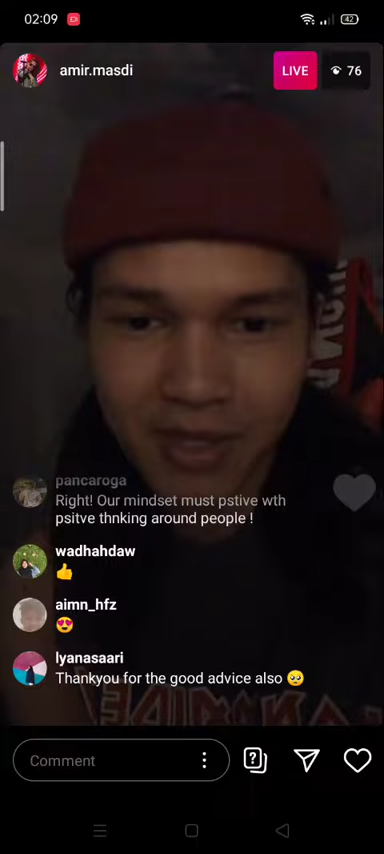 02:09
42
amir.masdi
LIVE
76
pancaroga
Right! Our mindset must pstive wth
psitve thnking around people !
wadhahdaw
👍
aimn_hfz
😍
lyanasaari
Thankyou for the good advice also 🥺
Comment